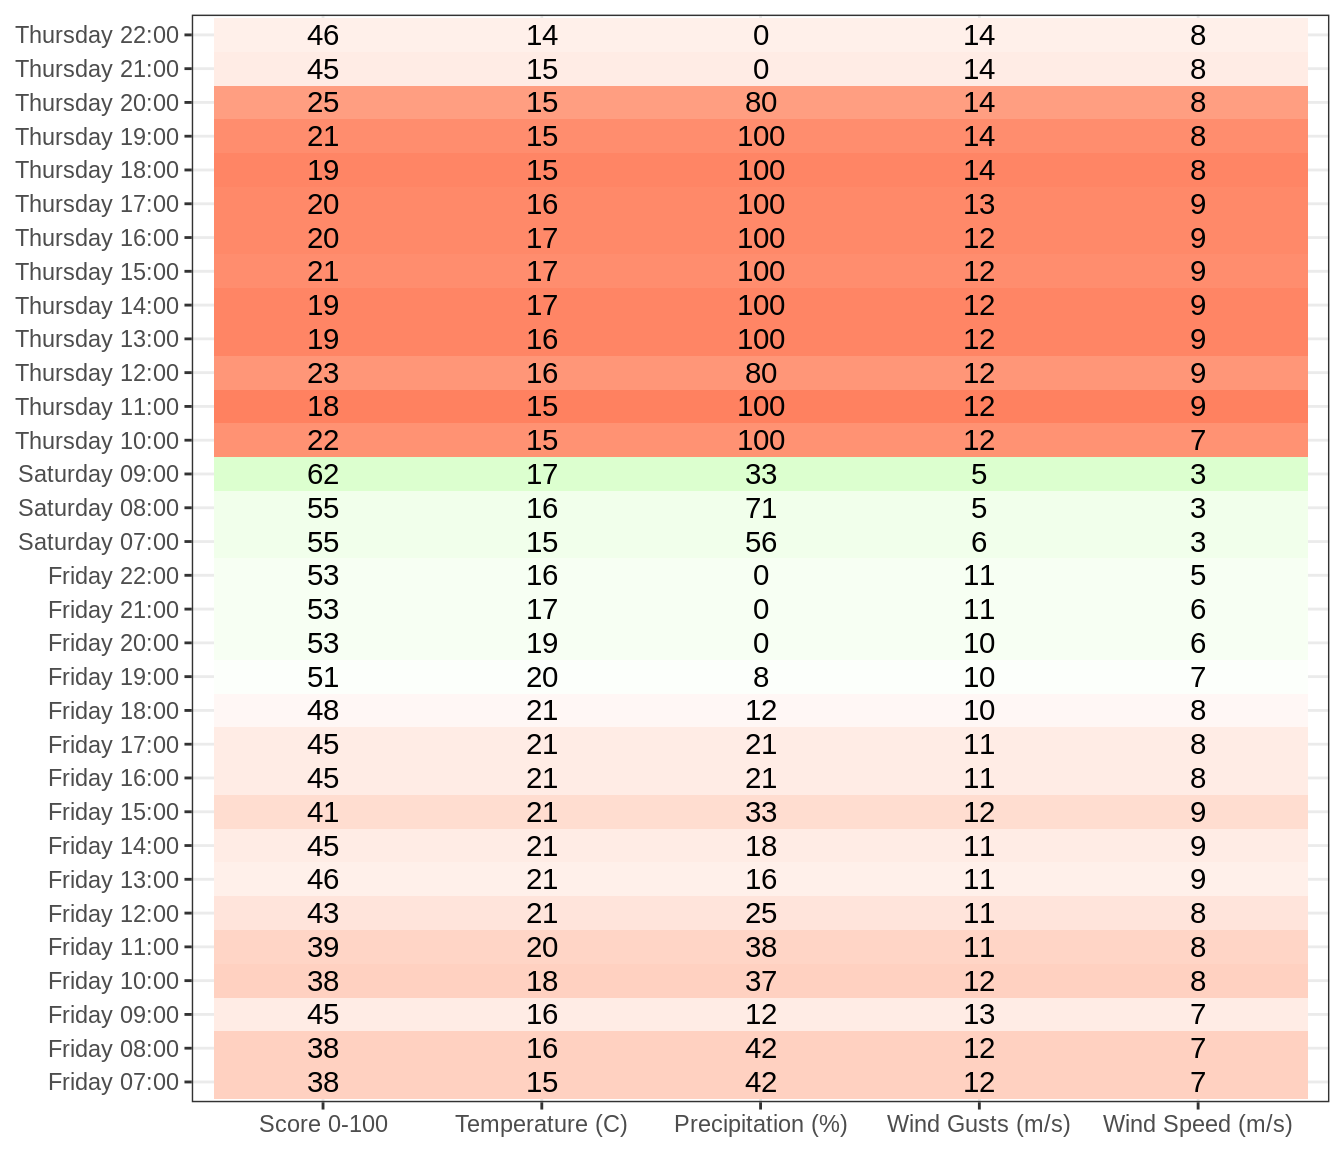 Thursday 22:00 46 14 0 14 8
Thursday 21:00 45 15 0 14 8
Thursday 20:00 25 15 80 14 8
Thursday 19:00 21 15 100 14 8
Thursday 18:00 19 15 100 14 8
Thursday 17:00 20 16 100 13 9
Thursday 16:00 20 17 100 12 9
Thursday 15:00 21 17 100 12 9
Thursday 14:00 19 17 100 12 9
Thursday 13:00 19 16 100 12 9
Thursday 12:00 23 16 80 12 9
Thursday 11:00 18 15 100 12 9
Thursday 10:00 22 15 100 12 7
Saturday 09:00 62 17 33 5 3
Saturday 08:00 55 16 71 5 3
Saturday 07:00 55 15 56 6 3
Friday 22:00 53 16 0 11 5
Friday 21:00 53 17 0 11 6
Friday 20:00 53 19 0 10 6
Friday 19:00 51 20 8 10 7
Friday 18:00 48 21 12 10 8
Friday 17:00 45 21 21 11 8
Friday 16:00 45 21 21 11 8
Friday 15:00 41 21 33 12 9
Friday 14:00 45 21 18 11 9
Friday 13:00 46 21 16 11 9
Friday 12:00 43 21 25 11 8
Friday 11:00 39 20 38 11 8
Friday 10:00 38 18 37 12 8
Friday 09:00 45 16 12 13 7
Friday 08:00 38 16 42 12 7
Friday 07:00 38 15 42 12 7
Score 0-100 Temperature (C) Precipitation (%) Wind Gusts (m/s) Wind Speed (m/s)